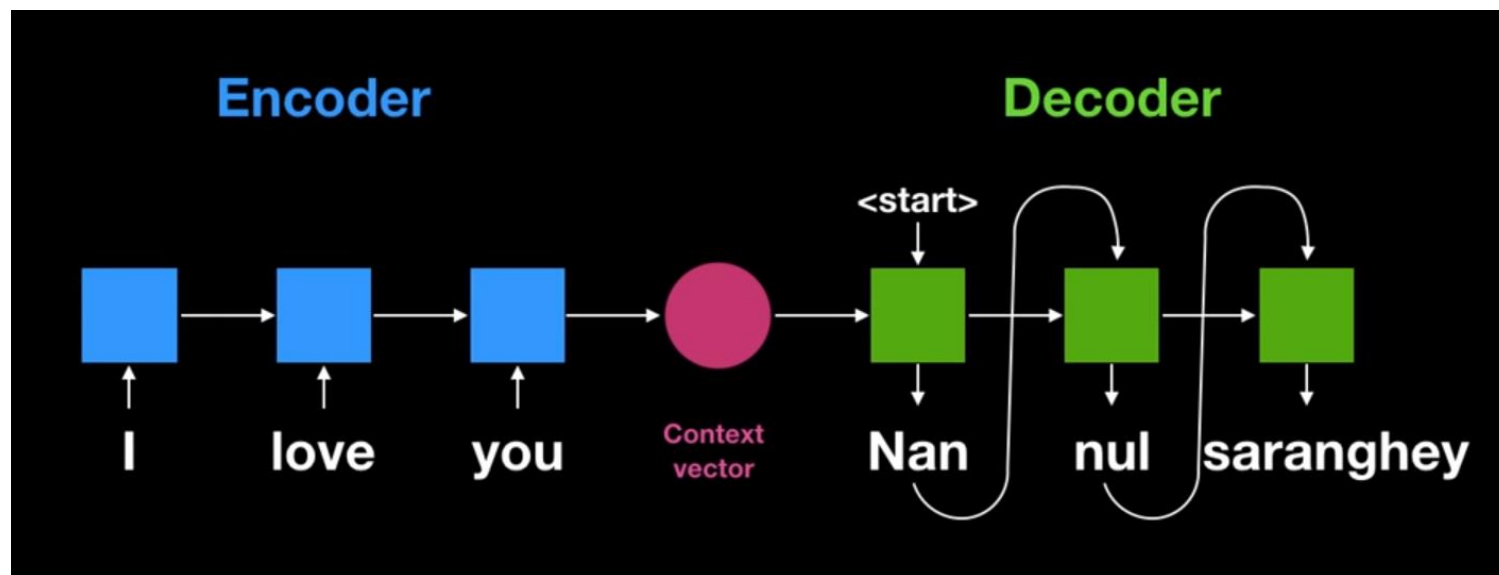 Encoder
Decoder
<start>
I love you
Context
vector
Nan nul saranghey